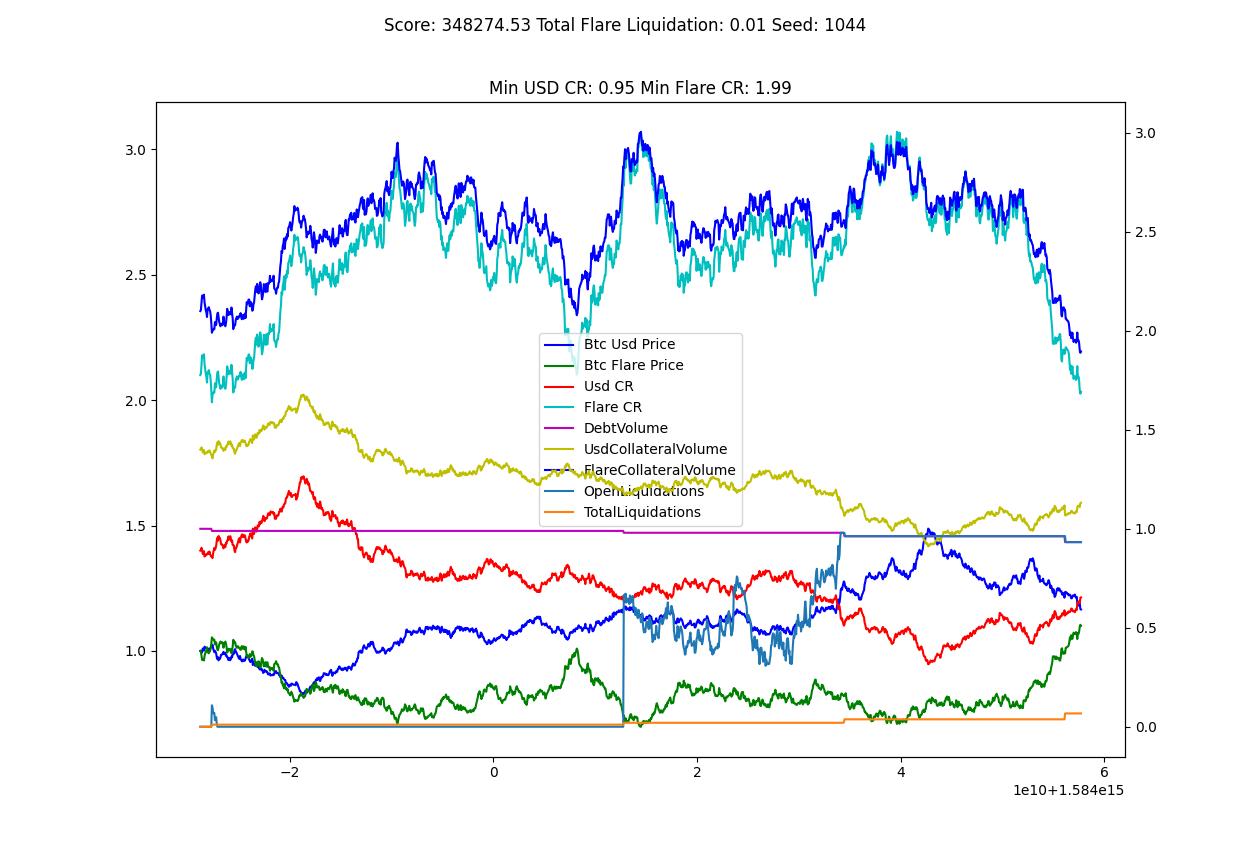 Score: 348274.53 Total Flare Liquidation: 0.01 Seed: 1044
Min USD CR: 0.95 Min Flare CR: 1.99
3.0
2.5
2.0
1.5
1.0
3.0
2.5
2.0
1.5
1.0
0.5
0.0
Btc Usd Price
Btc Flare Price
Usd CR
Flare CR
DebtVolume
UsdCollateralVolume
FlareCollateralVolume
OpenLiquidations
TotalLiquidations
−2 0 2 4 6
1e10+1.584e15